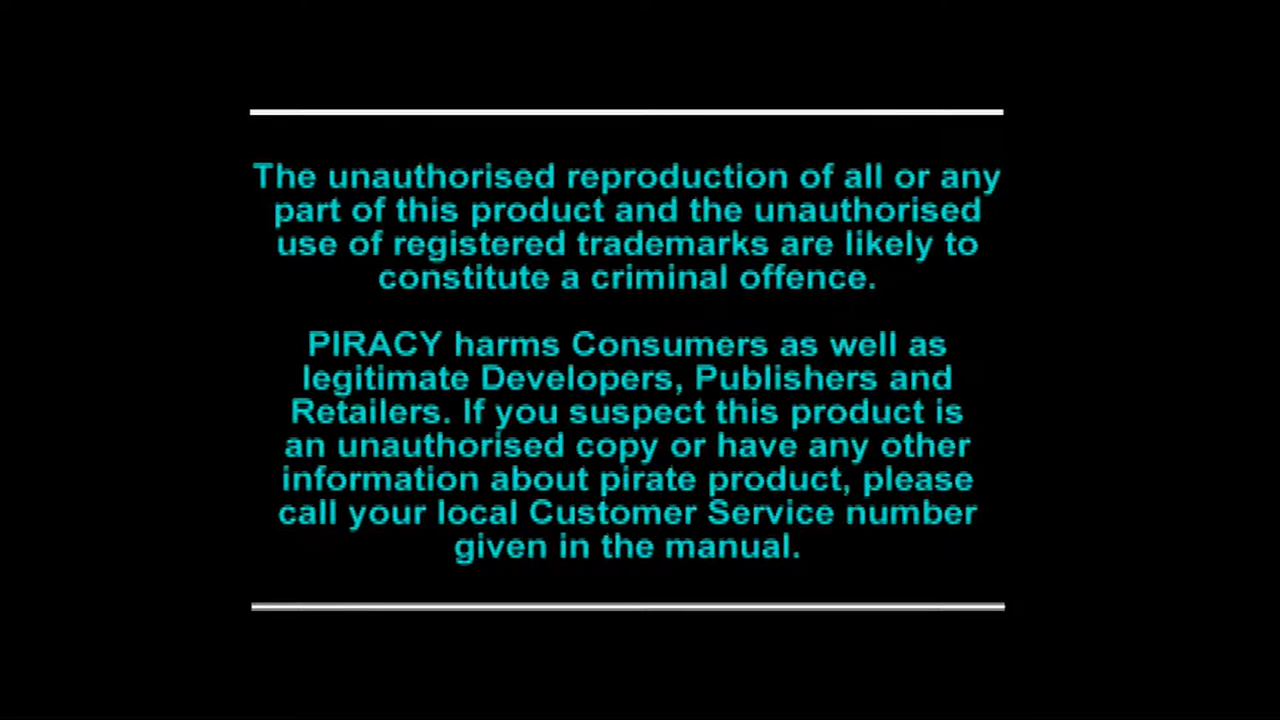 The unauthorised reproduction of all or any
part of this product and the unauthorised
use of registered trademarks are likely to
constitute a criminal offence.
PIRACY harms Consumers as well as
legitimate Developers, Publishers and
Retailers. If you suspect this product is
an unauthorised copy or have any other
information about pirate product, please
call your local Customer Service number
given in the manual.